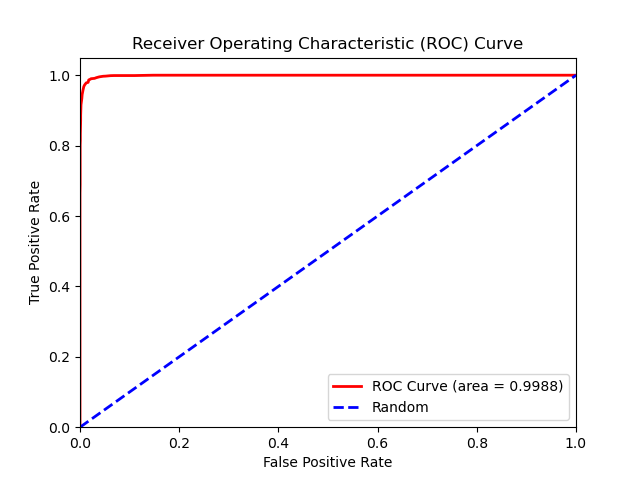 Receiver Operating Characteristic (ROC) Curve
True Positive Rate
1.0
0.8
0.6
0.4
0.2
0.0
ROC Curve (area = 0.9988)
Random
0.0 0.2 0.4 0.6 0.8 1.0
False Positive Rate